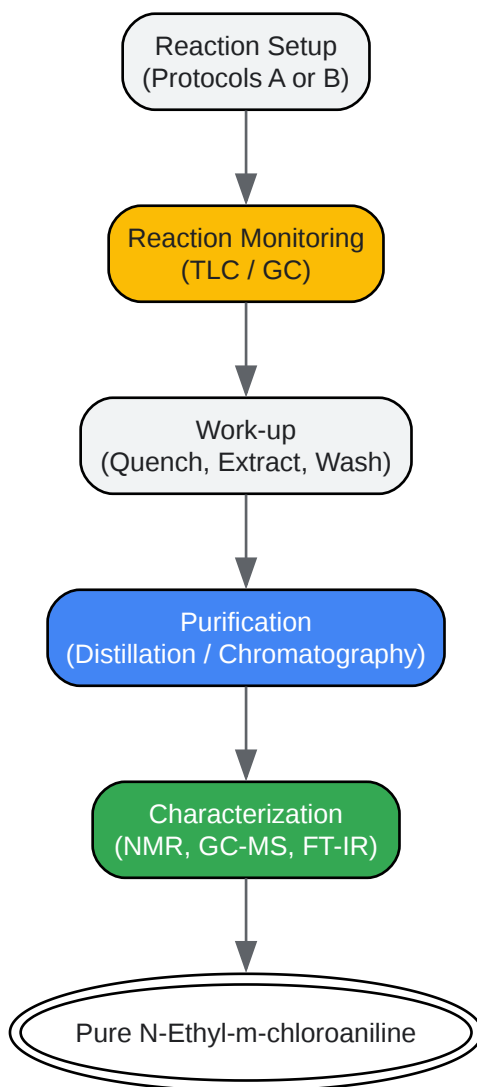 Reaction Setup
(Protocols A or B)
Reaction Monitoring
(TLC / GC)
Work-up
(Quench, Extract, Wash)
Purification
(Distillation / Chromatography)
Characterization
(NMR, GC-MS, FT-IR)
Pure N-Ethyl-m-chloroaniline